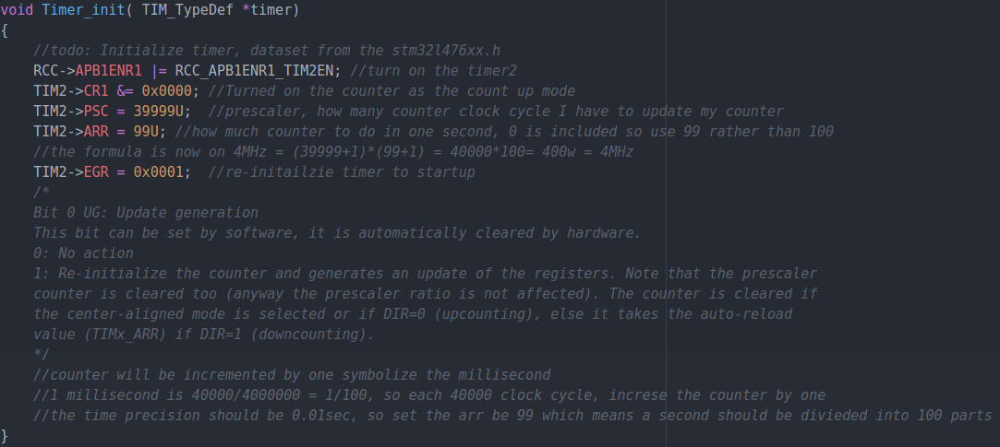 void Timer_init( TIM_TypeDef *timer)
{
//todo: Initialize timer, dataset from the stm32l476xx.h
RCC->APB1ENR1 |= RCC_APB1ENR1_TIM2EN; //turn on the timer2
TIM2->CR1 &= 0x0000; //Turned on the counter as the count up mode
TIM2->PSC = 39999U;  //prescaler, how many counter clock cycle I have to update my counter
TIM2->ARR = 99U; //how much counter to do in one second, 0 is included so use 99 rather than 100
//the formula is now on 4MHz = (39999+1)*(99+1) = 40000*100= 400w = 4MHz
TIM2->EGR = 0x0001;  //re-initailzie timer to startup
/*
Bit 0 UG: Update generation
This bit can be set by software, it is automatically cleared by hardware.
0: No action
1: Re-initialize the counter and generates an update of the registers. Note that the prescaler
counter is cleared too (anyway the prescaler ratio is not affected). The counter is cleared if
the center-aligned mode is selected or if DIR=0 (upcounting), else it takes the auto-reload
value (TIMx_ARR) if DIR=1 (downcounting).
*/
//counter will be incremented by one symbolize the millisecond
//1 millisecond is 40000/4000000 = 1/100, so each 40000 clock cycle, increse the counter by one
//the time precision should be 0.01sec, so set the arr be 99 which means a second should be divieded into 100 parts
}